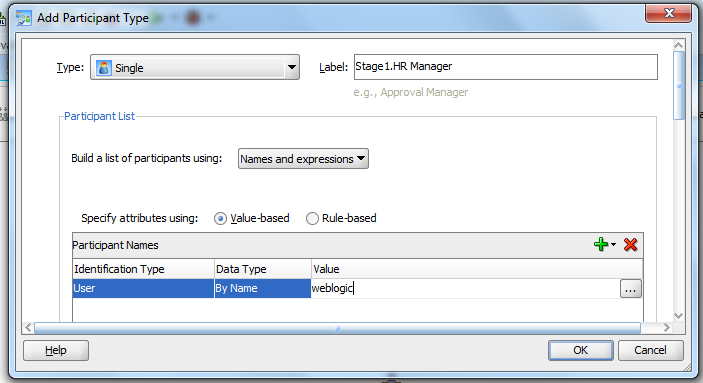 Add Participant Type
Type: Single Label: Stage1.HR Manager
e.g., Approval Manager
Participant List
Build a list of participants using: Names and expressions
Specify attributes using: Value-based Rule-based
Participant Names
Identification Type Data Type Value
User By Name weblogic ...
Help OK Cancel